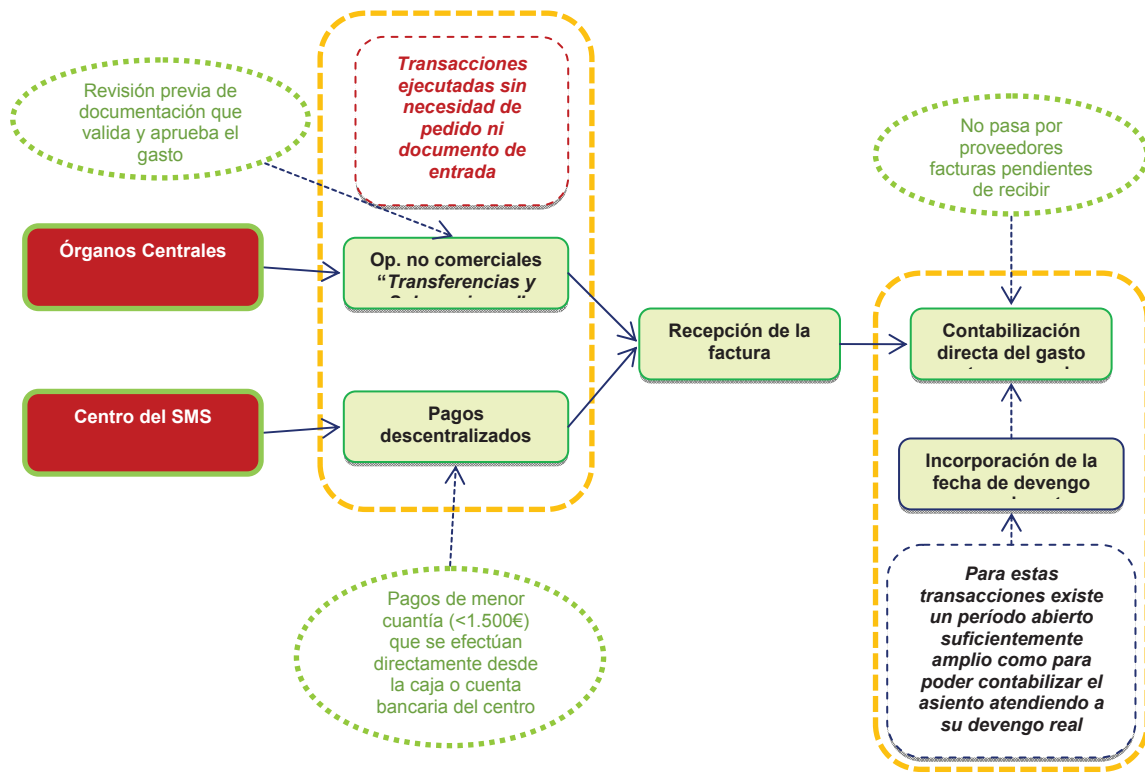 Revisión previa de
documentación que
valida y aprueba el
gasto
Transacciones
ejecutadas sin
necesidad de
pedido ni
documento de
entrada
No pasa por
proveedores
facturas pendientes
de recibir
Órganos Centrales
Op. no comerciales
“Transferencias y
Recepción de la
factura
Contabilización
directa del gasto
Centro del SMS
Pagos
descentralizados
Incorporación de la
fecha de devengo
Pagos de menor
cuantía (<1.500€)
que se efectúan
directamente desde
la caja o cuenta
bancaria del centro
Para estas
transacciones existe
un período abierto
suficientemente
amplio como para
poder contabilizar el
asiento atendiendo a
su devengo real